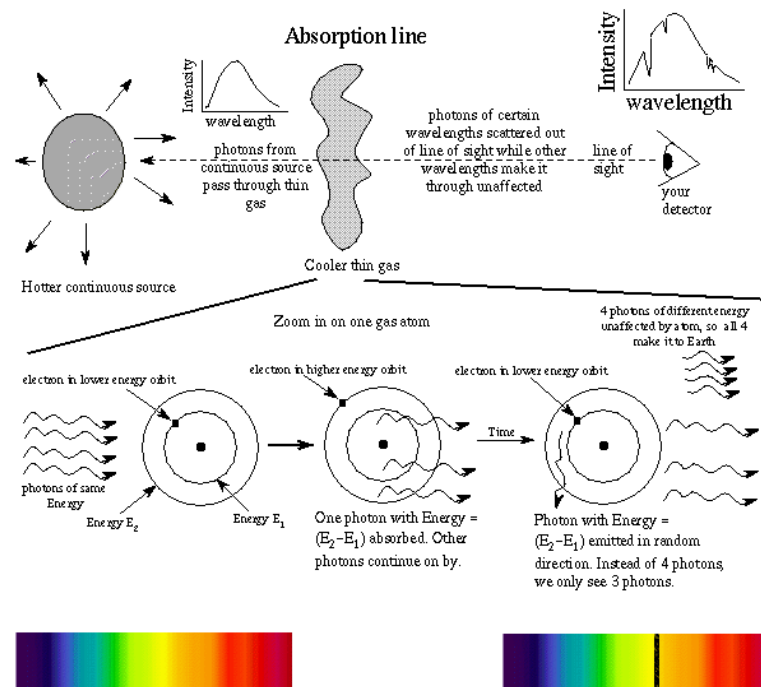 Absorption line
Intensity
wavelength
Intensity
wavelength
photons from
continuous source
pass through thin
gas
photons of certain
wavelengths scattered out
of line of sight while other
wavelengths make it
through unaffected
line of
sight
your
detector
Hotter continuous source
Cooler thin gas
Zoom in on one gas atom
4 photons of different energy
unaffected by atom, so all 4
make it to Earth
electron in lower energy orbit
electron in higher energy orbit
electron in lower energy orbit
Time
photons of same
Energy
Energy E₂
Energy E₁
One photon with Energy =
(E₂–E₁) absorbed. Other
photons continue on by.
Photon with Energy =
(E₂–E₁) emitted in random
direction. Instead of 4 photons,
we only see 3 photons.